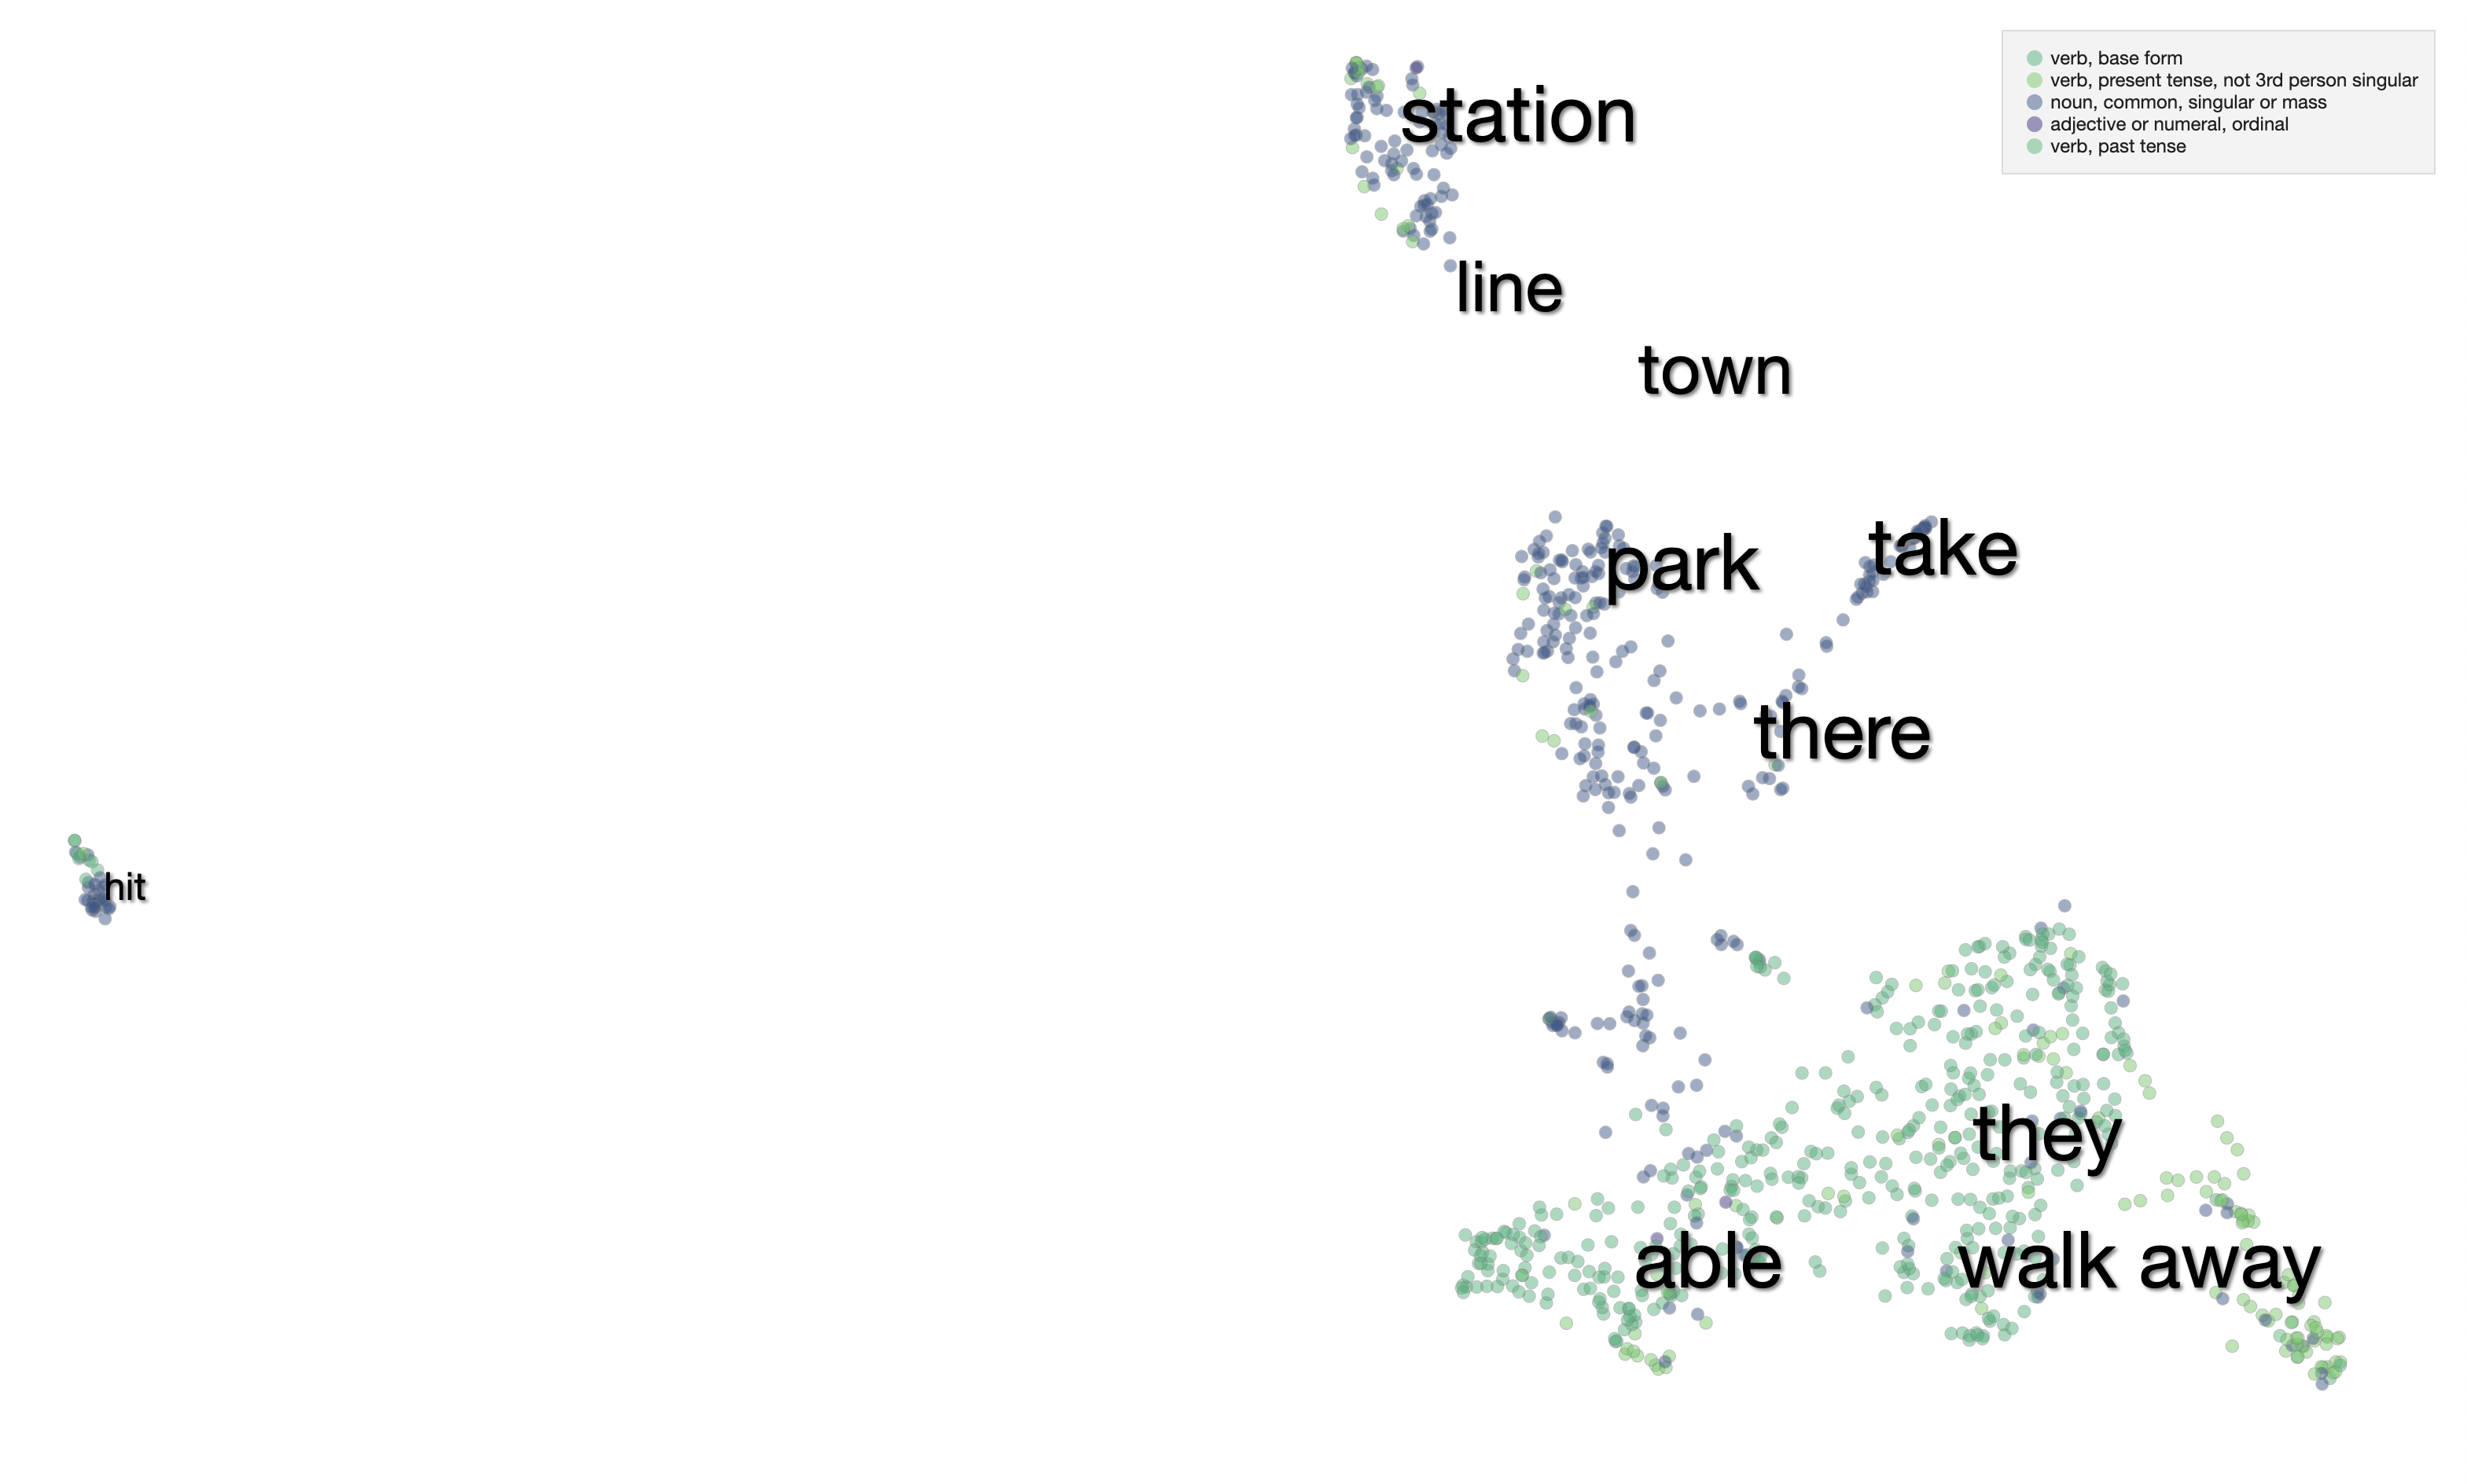 verb, base form
verb, present tense, not 3rd person singular
noun, common, singular or mass
adjective or numeral, ordinal
verb, past tense
station
line
town
park
take
there
hit
they
able
walk away